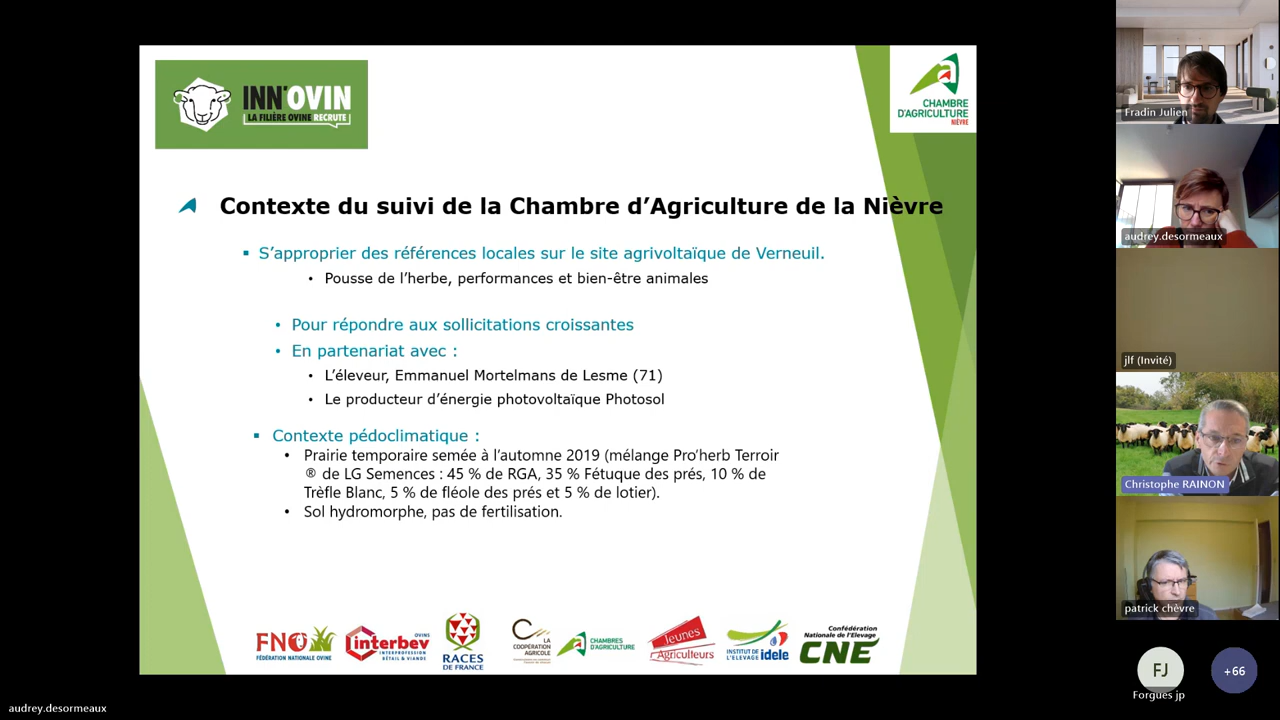 INN'OVIN
LA FILIÈRE OVINE RECRUTE
CHAMBRE
D'AGRICULTURE
NIÈVRE
Contexte du suivi de la Chambre d'Agriculture de la Nièvre
S'approprier des références locales sur le site agrivoltaïque de Verneuil.
Pousse de l'herbe, performances et bien-être animales
Pour répondre aux sollicitations croissantes
En partenariat avec :
L'éleveur, Emmanuel Mortelmans de Lesme (71)
Le producteur d'énergie photovoltaïque Photosol
Contexte pédoclimatique :
Prairie temporaire semée à l'automne 2019 (mélange Pro'herb Terroir
® de LG Semences : 45 % de RGA, 35 % Fétuque des prés, 10 % de
Trèfle Blanc, 5 % de fléole des prés et 5 % de lotier).
Sol hydromorphe, pas de fertilisation.
FNO
FÉDÉRATION NATIONALE OVINE
interbev
OVINS
INTERPROFESSION
BÉTAIL & VIANDE
RACES
DE FRANCE
LA
COOPÉRATION
AGRICOLE
CHAMBRES
D'AGRICULTURE
Jeunes
Agriculteurs
INSTITUT DE
L'ELEVAGE idele
Confédération
Nationale de l'Elevage
CNE
Fradin Julien
audrey.desormeaux
jlf (Invité)
Christophe RAINON
patrick chèvre
FJ
+66
Forgues jp
audrey.desormeaux